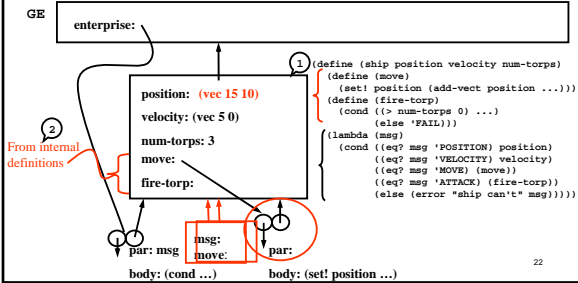 GE
enterprise:
1
(define (ship position velocity num-torps)
(define (move)
(set! position (add-vect position ...)))
(define (fire-torp)
(cond ((> num-torps 0) ...)
(else 'FAIL)))
(lambda (msg)
(cond ((eq? msg 'POSITION) position)
((eq? msg 'VELOCITY) velocity)
((eq? msg 'MOVE) (move))
((eq? msg 'ATTACK) (fire-torp))
(else (error "ship can't" msg)))))
position: (vec 15 10)
velocity: (vec 5 0)
num-torps: 3
move:
fire-torp:
2
From internal
definitions
par: msg
body: (cond …)
msg:
move:
par:
body: (set! position …)
22